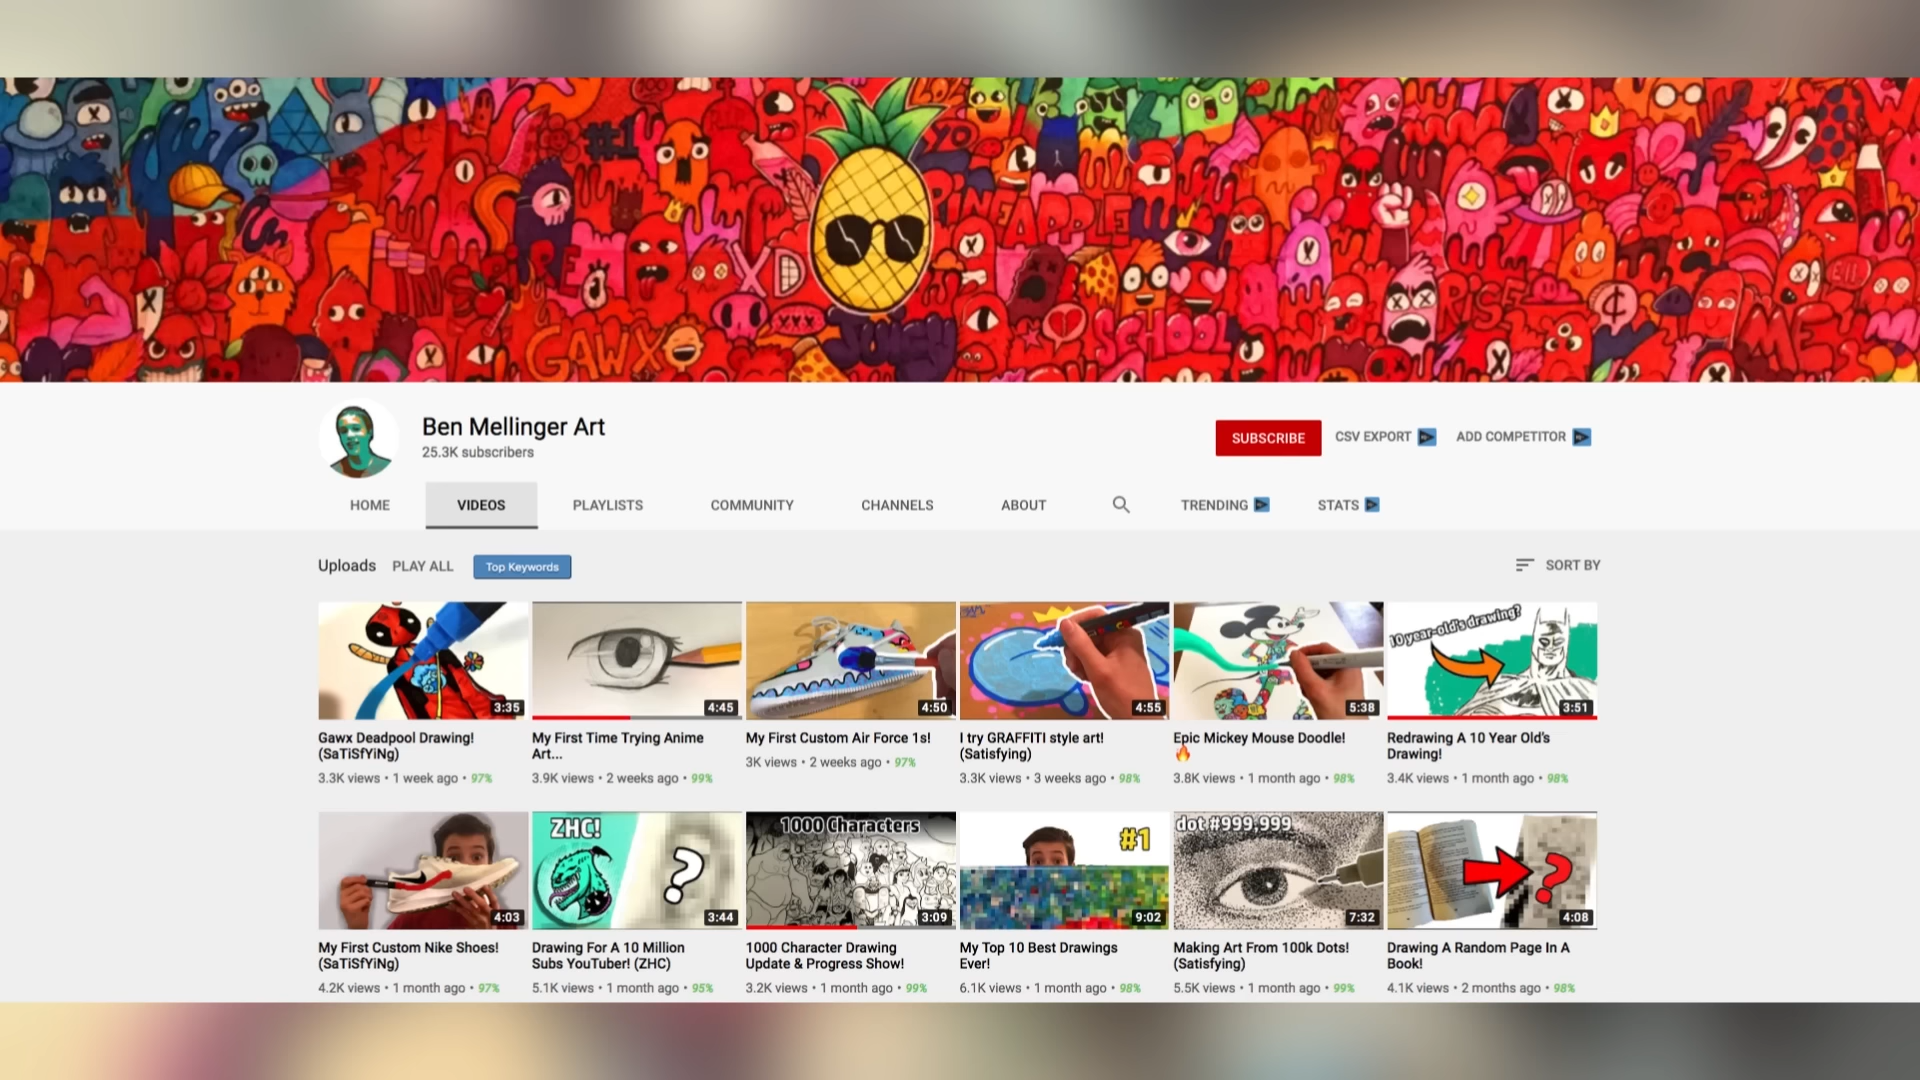 LOL
#1
YO
PINEAPPLE
INSPIRE
XD
XXX
RISE
GAWX
JUICY
SCHOOL
ME
Ben Mellinger Art
25.3K subscribers
SUBSCRIBE
CSV EXPORT
ADD COMPETITOR
HOME
VIDEOS
PLAYLISTS
COMMUNITY
CHANNELS
ABOUT
TRENDING
STATS
Uploads
PLAY ALL
Top Keywords
SORT BY
3:35
4:45
4:50
4:55
5:38
10 year-old's drawing?
3:51
Gawx Deadpool Drawing!
(SaTiSfYiNg)
3.3K views • 1 week ago • 97%
My First Time Trying Anime
Art...
3.9K views • 2 weeks ago • 99%
My First Custom Air Force 1s!
3K views • 2 weeks ago • 97%
I try GRAFFITI style art!
(Satisfying)
3.3K views • 3 weeks ago • 98%
Epic Mickey Mouse Doodle!
🔥
3.8K views • 1 month ago • 98%
Redrawing A 10 Year Old's
Drawing!
3.4K views • 1 month ago • 98%
4:03
ZHC!
?
3:44
1000 Characters
3:09
#1
9:02
dot #999,999
7:32
?
4:08
My First Custom Nike Shoes!
(SaTiSfYiNg)
4.2K views • 1 month ago • 97%
Drawing For A 10 Million
Subs YouTuber! (ZHC)
5.1K views • 1 month ago • 95%
1000 Character Drawing
Update & Progress Show!
3.2K views • 1 month ago • 99%
My Top 10 Best Drawings
Ever!
6.1K views • 1 month ago • 98%
Making Art From 100k Dots!
(Satisfying)
5.5K views • 1 month ago • 99%
Drawing A Random Page In A
Book!
4.1K views • 2 months ago • 98%